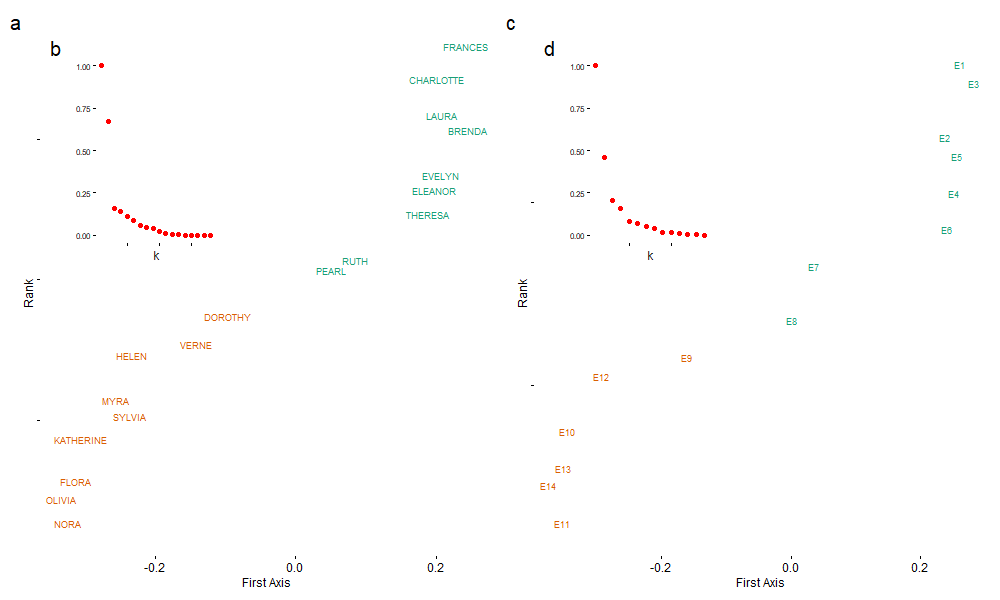 a
b
1.00
0.75
0.50
0.25
0.00
k
FRANCES
CHARLOTTE
LAURA
BRENDA
EVELYN
ELEANOR
THERESA
RUTH
PEARL
DOROTHY
VERNE
HELEN
MYRA
SYLVIA
KATHERINE
FLORA
OLIVIA
NORA
Rank
-0.2
0.0
0.2
First Axis
c
d
1.00
0.75
0.50
0.25
0.00
k
E1
E3
E2
E5
E4
E6
E7
E8
E9
E12
E10
E13
E14
E11
Rank
-0.2
0.0
0.2
First Axis